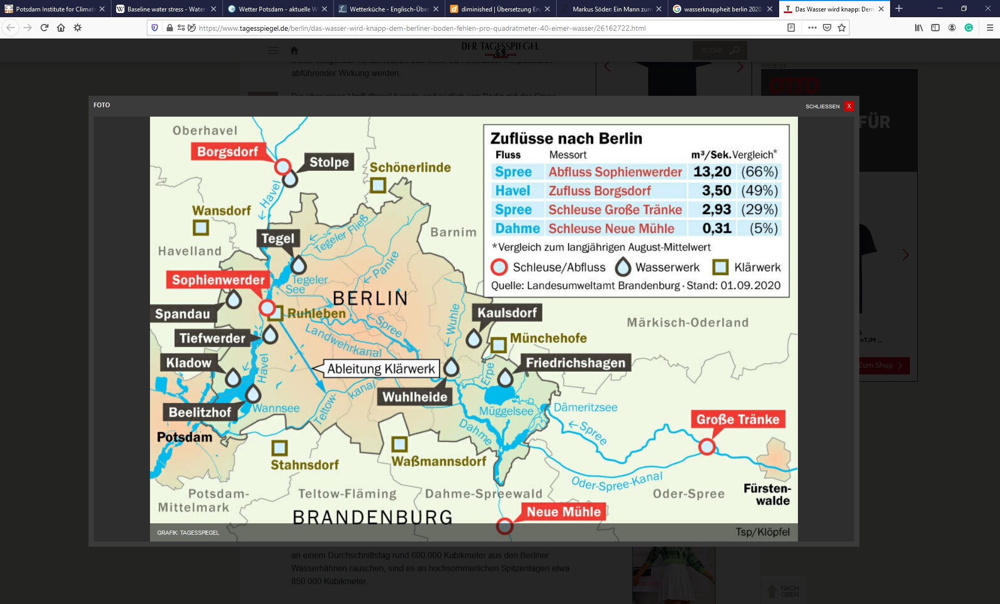 Potsdam Institute for Climate
Baseline water stress - Water
Wetter Potsdam - aktuelle W
Wetterküche - Englisch-Über
diminished | Übersetzung En
Markus Söder: Ein Mann zum
wasserknappheit berlin 2020
Das Wasser wird knapp: Dem
https://www.tagesspiegel.de/berlin/das-wasser-wird-knapp-dem-berliner-boden-fehlen-pro-quadratmeter-40-eimer-wasser/26162722.html
DER TAGESSPIEGEL
SUCHE
Anzeige
abführender Wirkung werden.
OTTO
FÜR
FOTO
SCHLIESSEN X
Oberhavel
Borgsdorf
Stolpe
Schönerlinde
Havel
Wansdorf
Barnim
Tegeler Fließ
Tegel
Havelland
Panke
Sophienwerder
Tegeler
See
BERLIN
Spandau
Ruhleben
Wuhle
Kaulsdorf
Märkisch-Oderland
Spree
Tiefwerder
Landwehrkanal
Münchehofe
Kladow
Havel
Friedrichshagen
Ableitung Klärwerk
Erpe
Wuhlheide
Teltow-
kanal
Beelitzhof
Wannsee
Müggelsee
Dämeritzsee
Große Tränke
Potsdam
Dahme
Spree
Stahnsdorf
Waßmannsdorf
Oder-Spree-Kanal
Potsdam-
Mittelmark
Teltow-Fläming
Dahme-Spreewald
Oder-Spree
Fürsten-
walde
BRANDENBURG
Neue Mühle
Zuflüsse nach Berlin
Fluss Messort m³/Sek. Vergleich*
Spree Abfluss Sophienwerder 13,20 (66%)
Havel Zufluss Borgsdorf 3,50 (49%)
Spree Schleuse Große Tränke 2,93 (29%)
Dahme Schleuse Neue Mühle 0,31 (5%)
*Vergleich zum langjährigen August-Mittelwert
Schleuse/Abfluss Wasserwerk Klärwerk
Quelle: Landesumweltamt Brandenburg · Stand: 01.09.2020
GRAFIK: TAGESSPIEGEL
Tsp/Klöpfel
»TJM ...
Zum Shop
an einem Durchschnittstag rund 600.000 Kubikmeter aus den Berliner
Wasserhähnen rauschen, sind es an hochsommerlichen Spitzentagen etwa
850.000 Kubikmeter.
NACH
OBEN